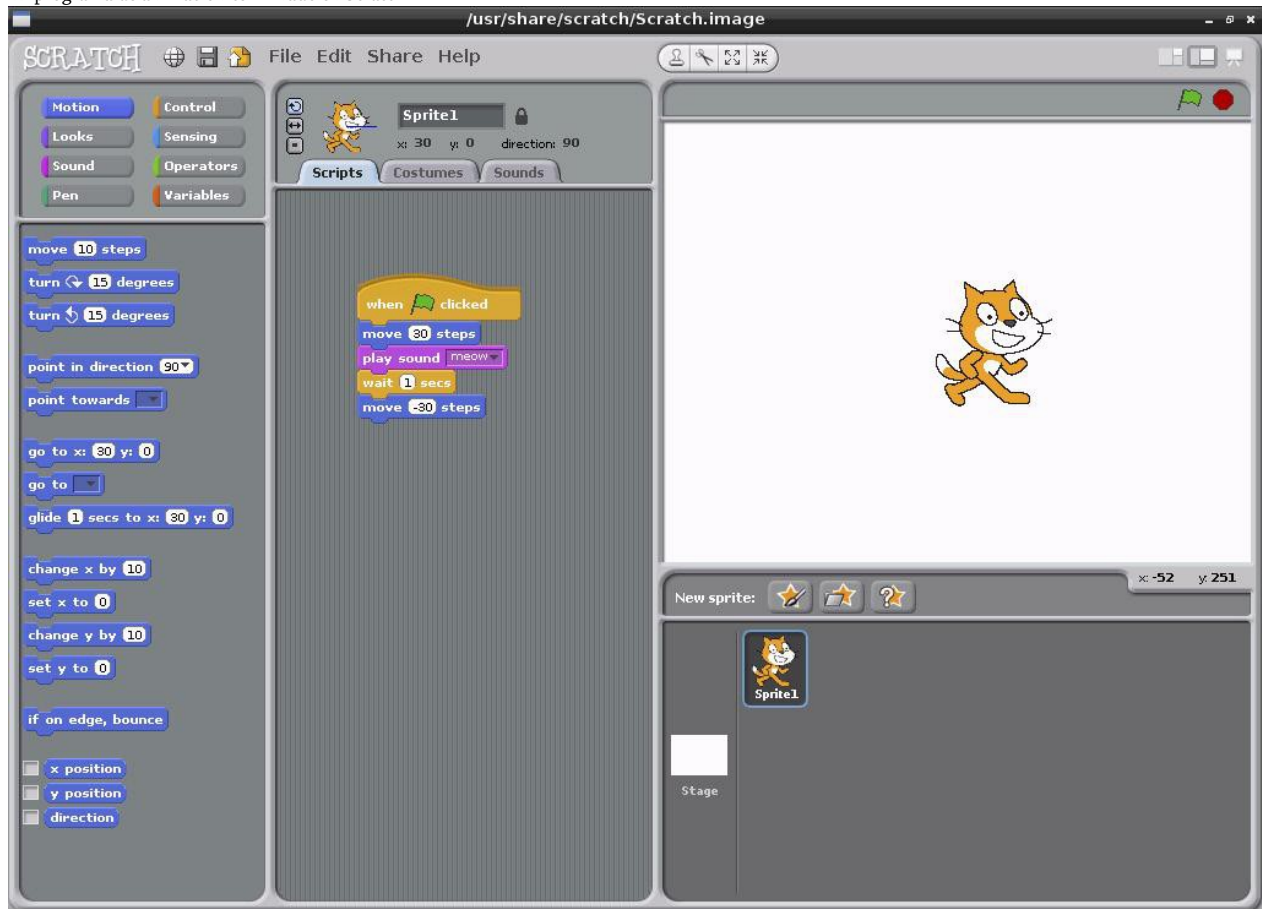 /usr/share/scratch/Scratch.image
SCRATCH File Edit Share Help
Motion Control
Looks Sensing
Sound Operators
Pen Variables
Sprite1
x: 30 y: 0 direction: 90
Scripts Costumes Sounds
move 10 steps
turn 15 degrees
turn 15 degrees
point in direction 90
point towards
go to x: 30 y: 0
go to
glide 1 secs to x: 30 y: 0
change x by 10
set x to 0
change y by 10
set y to 0
if on edge, bounce
x position
y position
direction
when clicked
move 30 steps
play sound meow
wait 1 secs
move -30 steps
x: -52 y: 251
New sprite:
Sprite1
Stage